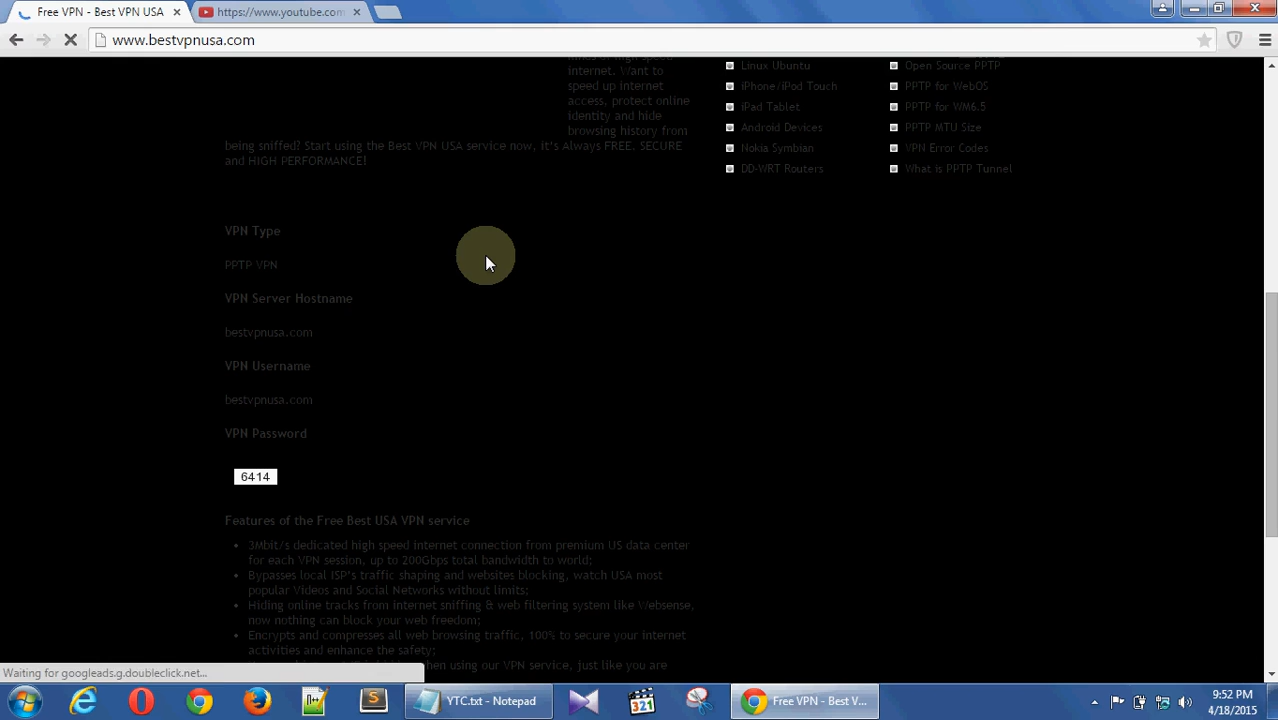 Free VPN - Best VPN USA
https://www.youtube.com
www.bestvpnusa.com
internet. Want to
speed up internet
access, protect online
identity and hide
browsing history from
being sniffed? Start using the Best VPN USA service now, It's Always FREE, SECURE
and HIGH PERFORMANCE!
Linux Ubuntu
iPhone/iPod Touch
iPad Tablet
Android Devices
Nokia Symbian
DD-WRT Routers
Open Source PPTP
PPTP for WebOS
PPTP for WM6.5
PPTP MTU Size
VPN Error Codes
What is PPTP Tunnel
VPN Type
PPTP VPN
VPN Server Hostname
bestvpnusa.com
VPN Username
bestvpnusa.com
VPN Password
6414
Features of the Free Best USA VPN service
3Mbit/s dedicated high speed internet connection from premium US data center
for each VPN session, up to 200Gbps total bandwidth to world;
Bypasses local ISP's traffic shaping and websites blocking, watch USA most
popular Videos and Social Networks without limits;
Hiding online tracks from internet sniffing & web filtering system like Websense,
now nothing can block your web freedom;
Encrypts and compresses all web browsing traffic, 100% to secure your internet
activities and enhance the safety;
when using our VPN service, just like you are
Waiting for googleads.g.doubleclick.net...
YTC.txt - Notepad
321
Free VPN - Best V...
9:52 PM
4/18/2015